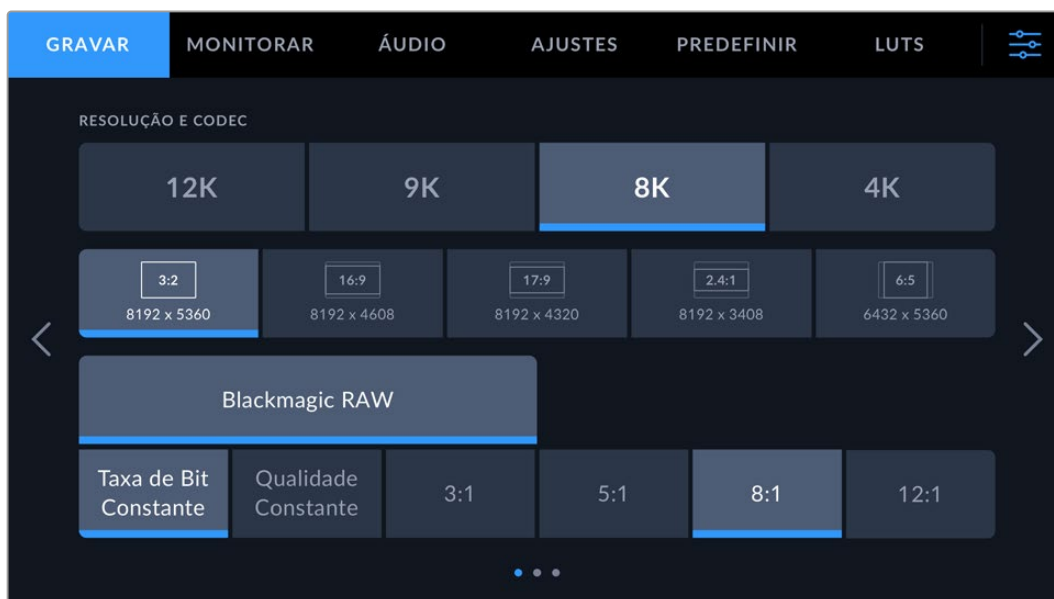 GRAVAR MONITORAR ÁUDIO AJUSTES PREDEFINIR LUTS
RESOLUÇÃO E CODEC
12K 9K 8K 4K
3:2 16:9 17:9 2.4:1 6:5
8192 x 5360 8192 x 4608 8192 x 4320 8192 x 3408 6432 x 5360
Blackmagic RAW
Taxa de Bit Qualidade 3:1 5:1 8:1 12:1
Constante Constante